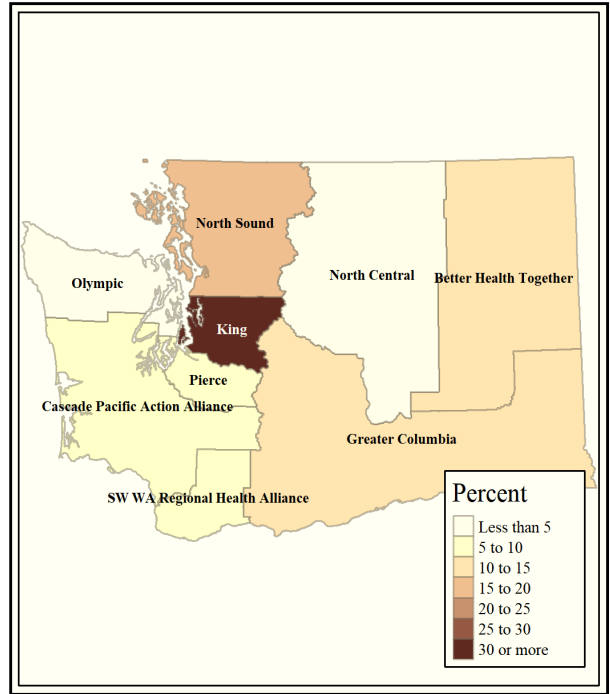 North Sound
North Central
Better Health Together
Olympic
King
Pierce
Cascade Pacific Action Alliance
Greater Columbia
SW WA Regional Health Alliance
Percent
Less than 5
5 to 10
10 to 15
15 to 20
20 to 25
25 to 30
30 or more